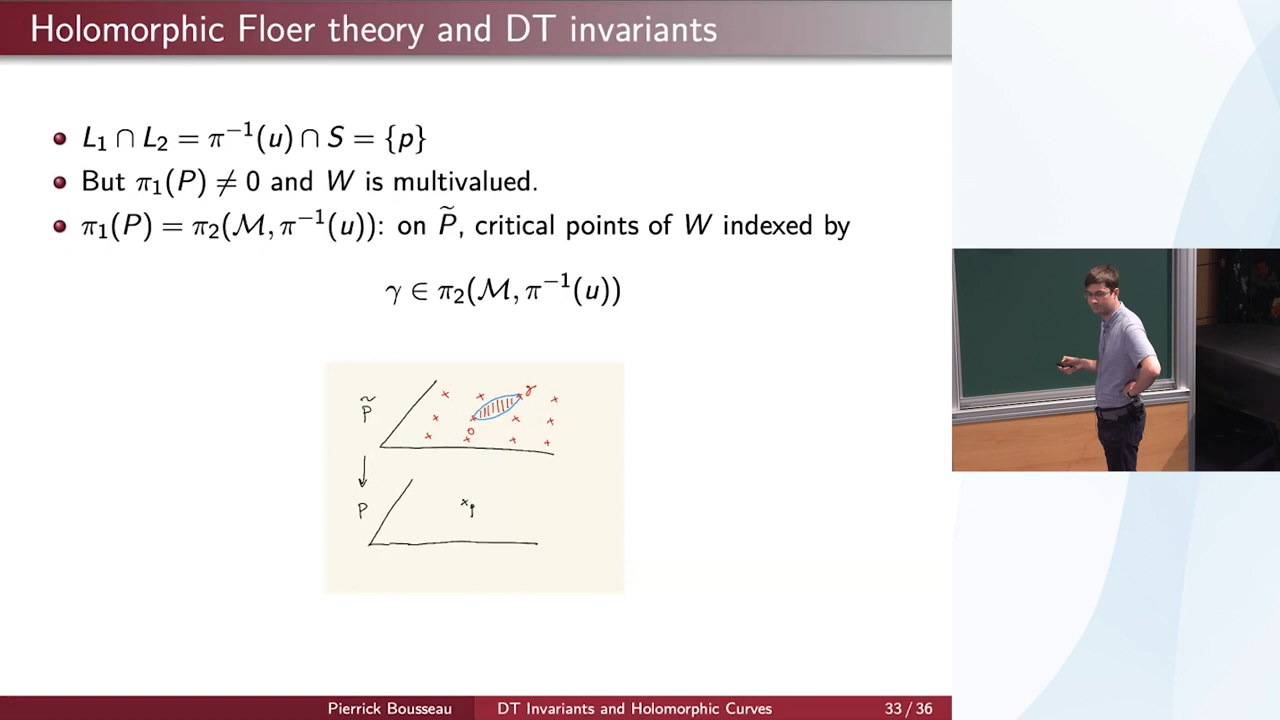 Holomorphic Floer theory and DT invariants
L₁ ∩ L₂ = π⁻¹(u) ∩ S = {p}
But π₁(P) ≠ 0 and W is multivalued.
π₁(P) = π₂(ℳ, π⁻¹(u)): on P̃, critical points of W indexed by
γ ∈ π₂(ℳ, π⁻¹(u))
P̃
γ
0
P
p
Pierrick Bousseau DT Invariants and Holomorphic Curves 33 / 36